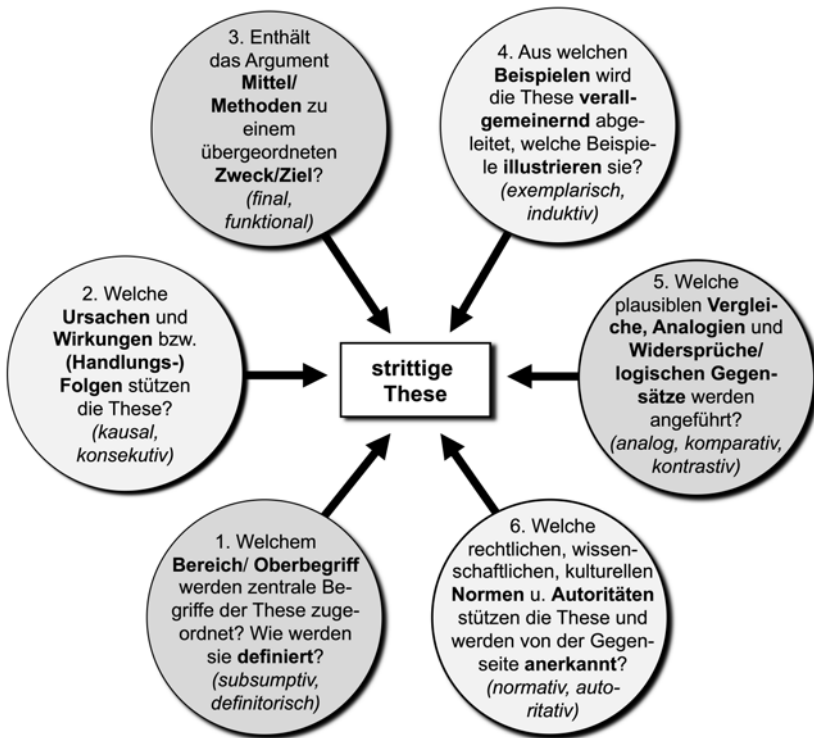 3. Enthält
das Argument
Mittel/
Methoden zu
einem
übergeordneten
Zweck/Ziel?
(final,
funktional)
4. Aus welchen
Beispielen wird
die These verall-
gemeinernd abge-
leitet, welche Beispie-
le illustrieren sie?
(exemplarisch,
induktiv)
2. Welche
Ursachen und
Wirkungen bzw.
(Handlungs-)
Folgen stützen
die These?
(kausal,
konsekutiv)
strittige
These
5. Welche
plausiblen Verglei-
che, Analogien und
Widersprüche/
logischen Gegen-
sätze werden
angeführt?
(analog, komparativ,
kontrastiv)
1. Welchem
Bereich/ Oberbegriff
werden zentrale Be-
griffe der These zuge-
ordnet? Wie werden
sie definiert?
(subsumptiv,
definitorisch)
6. Welche
rechtlichen, wissen-
schaftlichen, kulturellen
Normen u. Autoritäten
stützen die These und
werden von der Gegen-
seite anerkannt?
(normativ, auto-
ritativ)